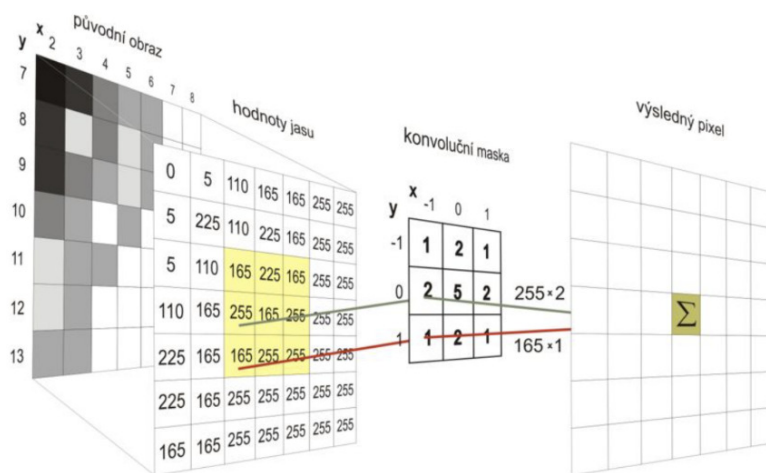 původní obraz
x
y 2 3 4 5 6 7 8
7
8
9
10
11
12
13
hodnoty jasu
0 5 110 165 165 255 255
5 225 110 225 165 255 255
5 110 165 225 165 255 255
110 165 255 165 255 255 255
225 165 165 255 255 255 255
225 165 255 255 255 255 255
165 165 255 255 255 255 255
konvoluční maska
x
y -1 0 1
-1 1 2 1
0 2 5 2
1 1 2 1
255×2
165×1
výsledný pixel
Σ